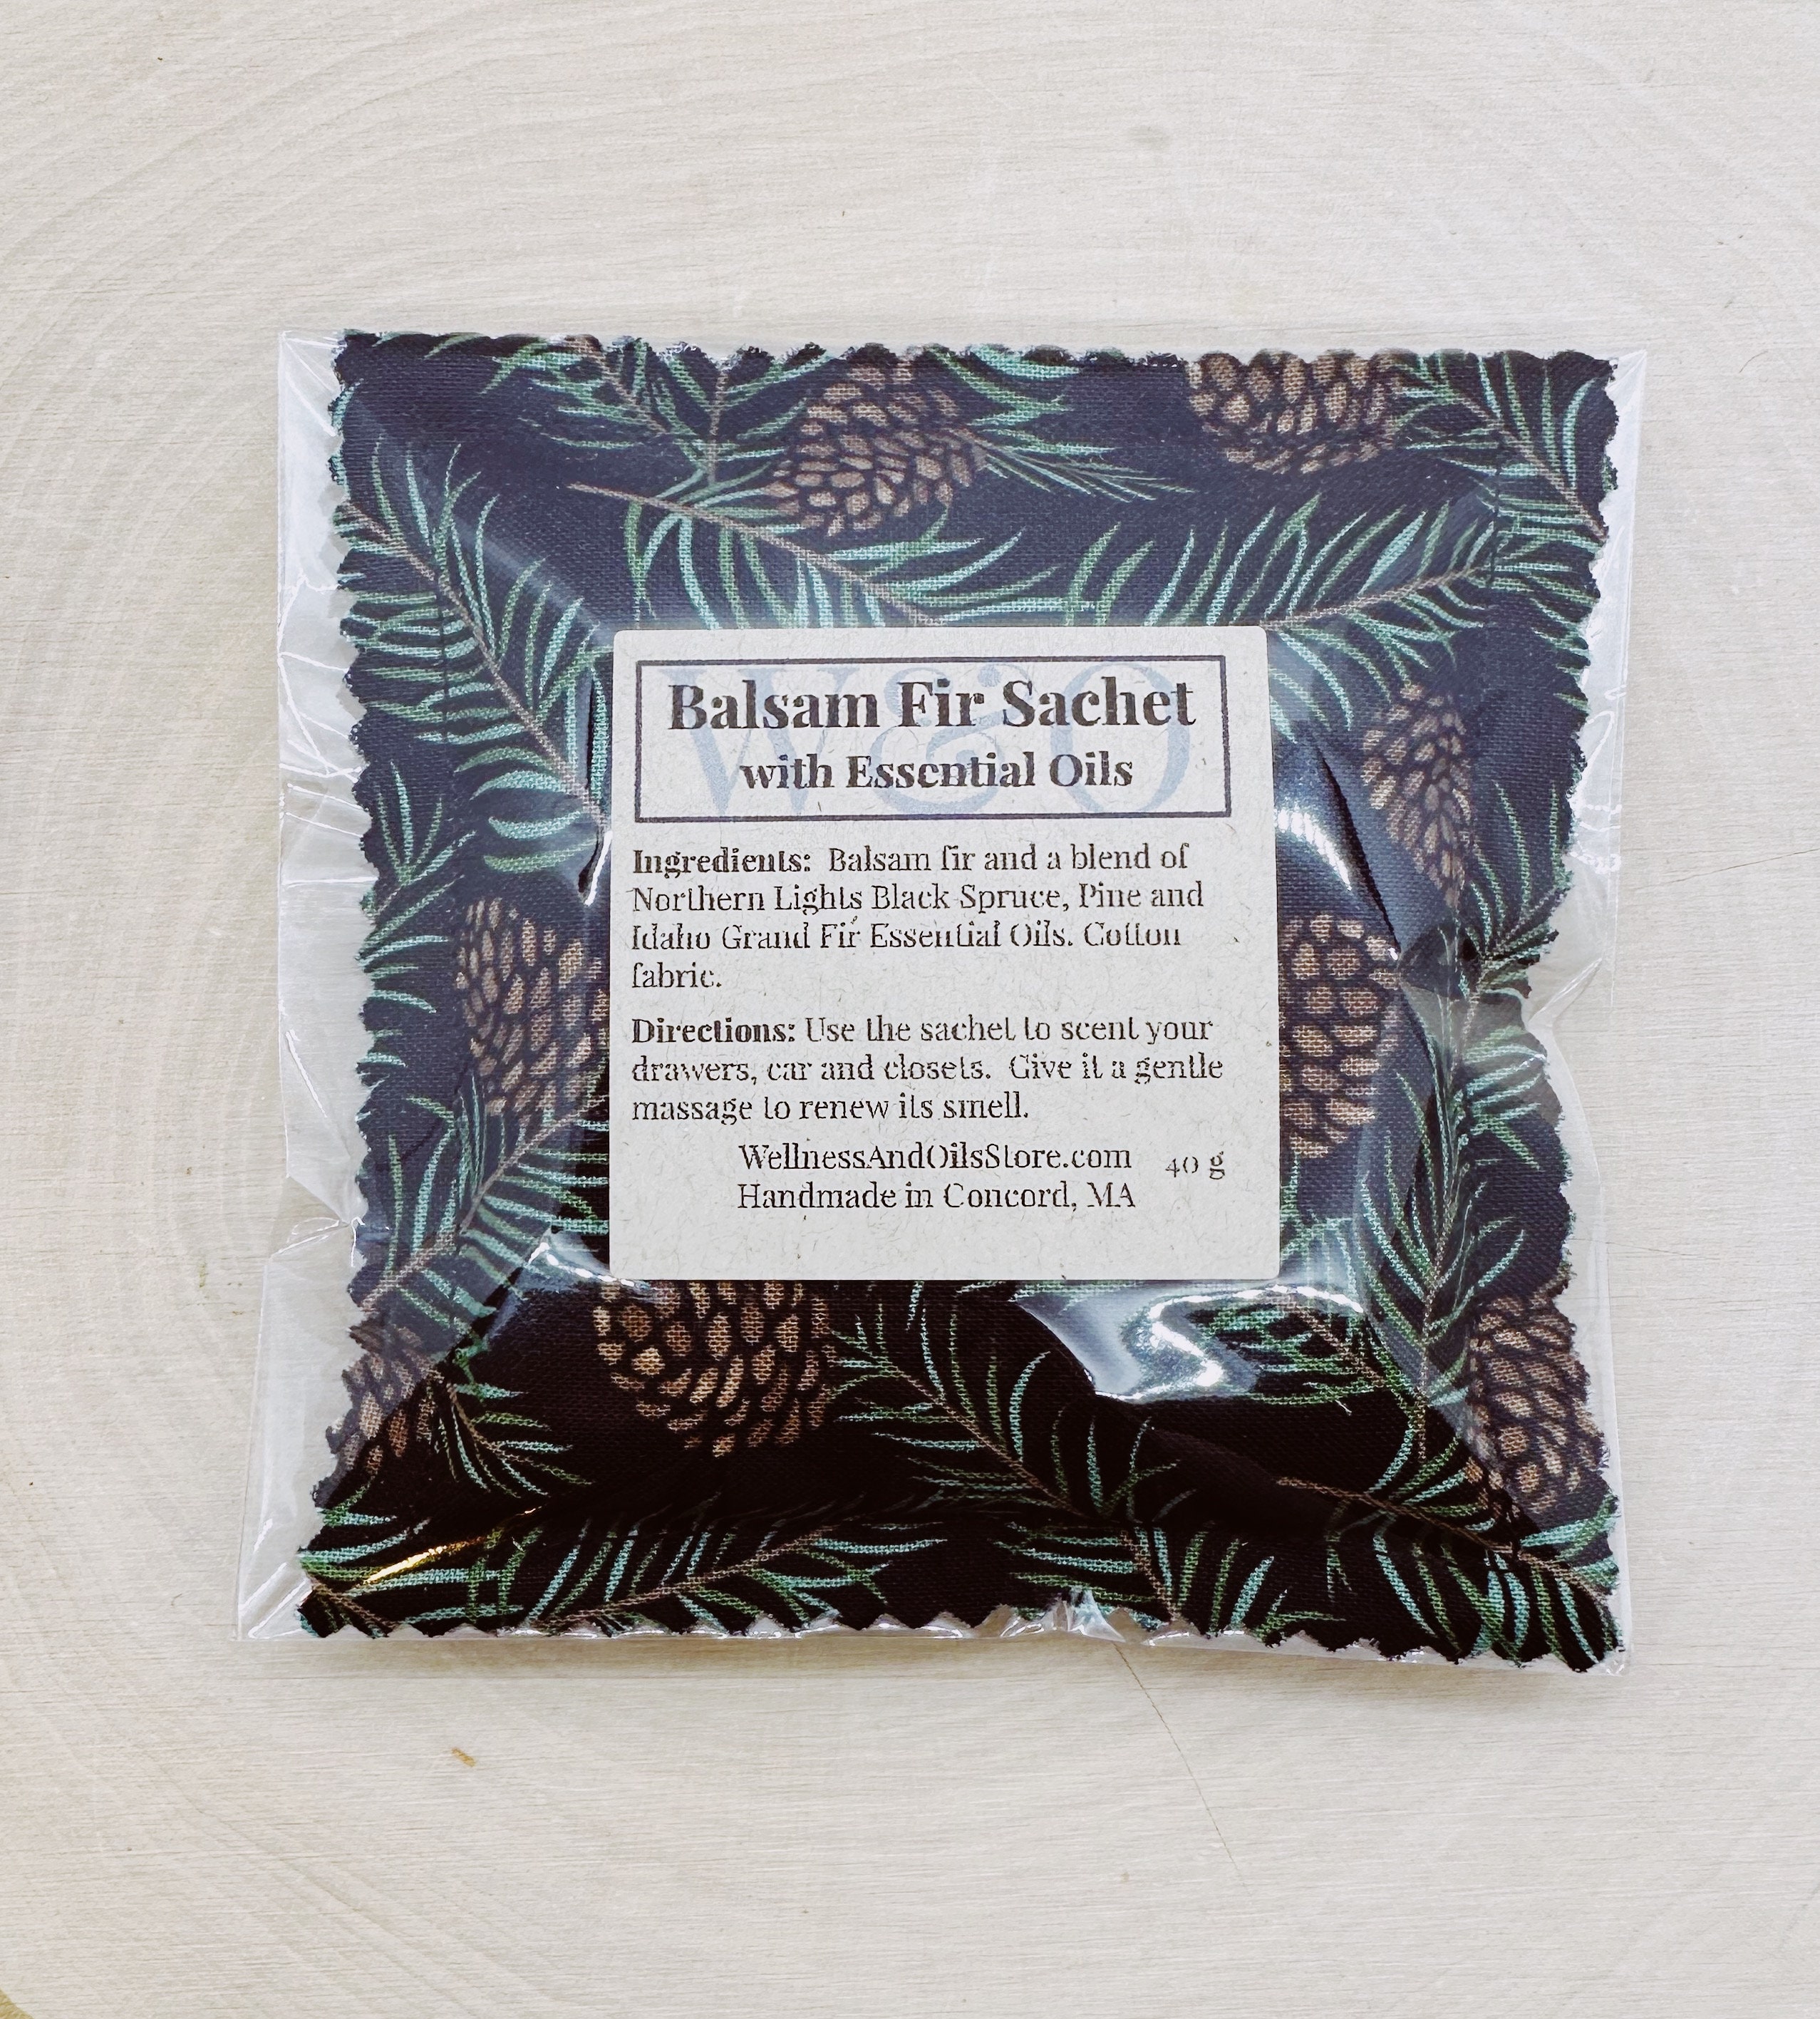 W&O
Balsam Fir Sachet
with Essential Oils
Ingredients: Balsam fir and a blend of
Northern Lights Black Spruce, Pine and
Idaho Grand Fir Essential Oils. Cotton
fabric.
Directions: Use the sachet to scent your
drawers, car and closets. Give it a gentle
massage to renew its smell.
WellnessAndOilsStore.com 40 g
Handmade in Concord, MA